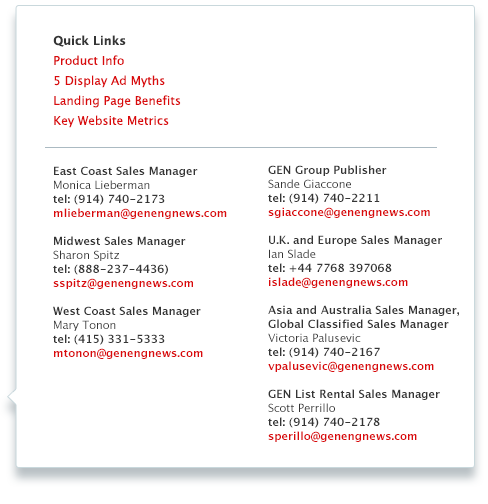 Quick Links
Product Info
5 Display Ad Myths
Landing Page Benefits
Key Website Metrics
East Coast Sales Manager
Monica Lieberman
tel: (914) 740-2173
mlieberman@genengnews.com
Midwest Sales Manager
Sharon Spitz
tel: (888-237-4436)
sspitz@genengnews.com
West Coast Sales Manager
Mary Tonon
tel: (415) 331-5333
mtonon@genengnews.com
GEN Group Publisher
Sande Giaccone
tel: (914) 740-2211
sgiaccone@genengnews.com
U.K. and Europe Sales Manager
Ian Slade
tel: +44 7768 397068
islade@genengnews.com
Asia and Australia Sales Manager,
Global Classified Sales Manager
Victoria Palusevic
tel: (914) 740-2167
vpalusevic@genengnews.com
GEN List Rental Sales Manager
Scott Perrillo
tel: (914) 740-2178
sperillo@genengnews.com